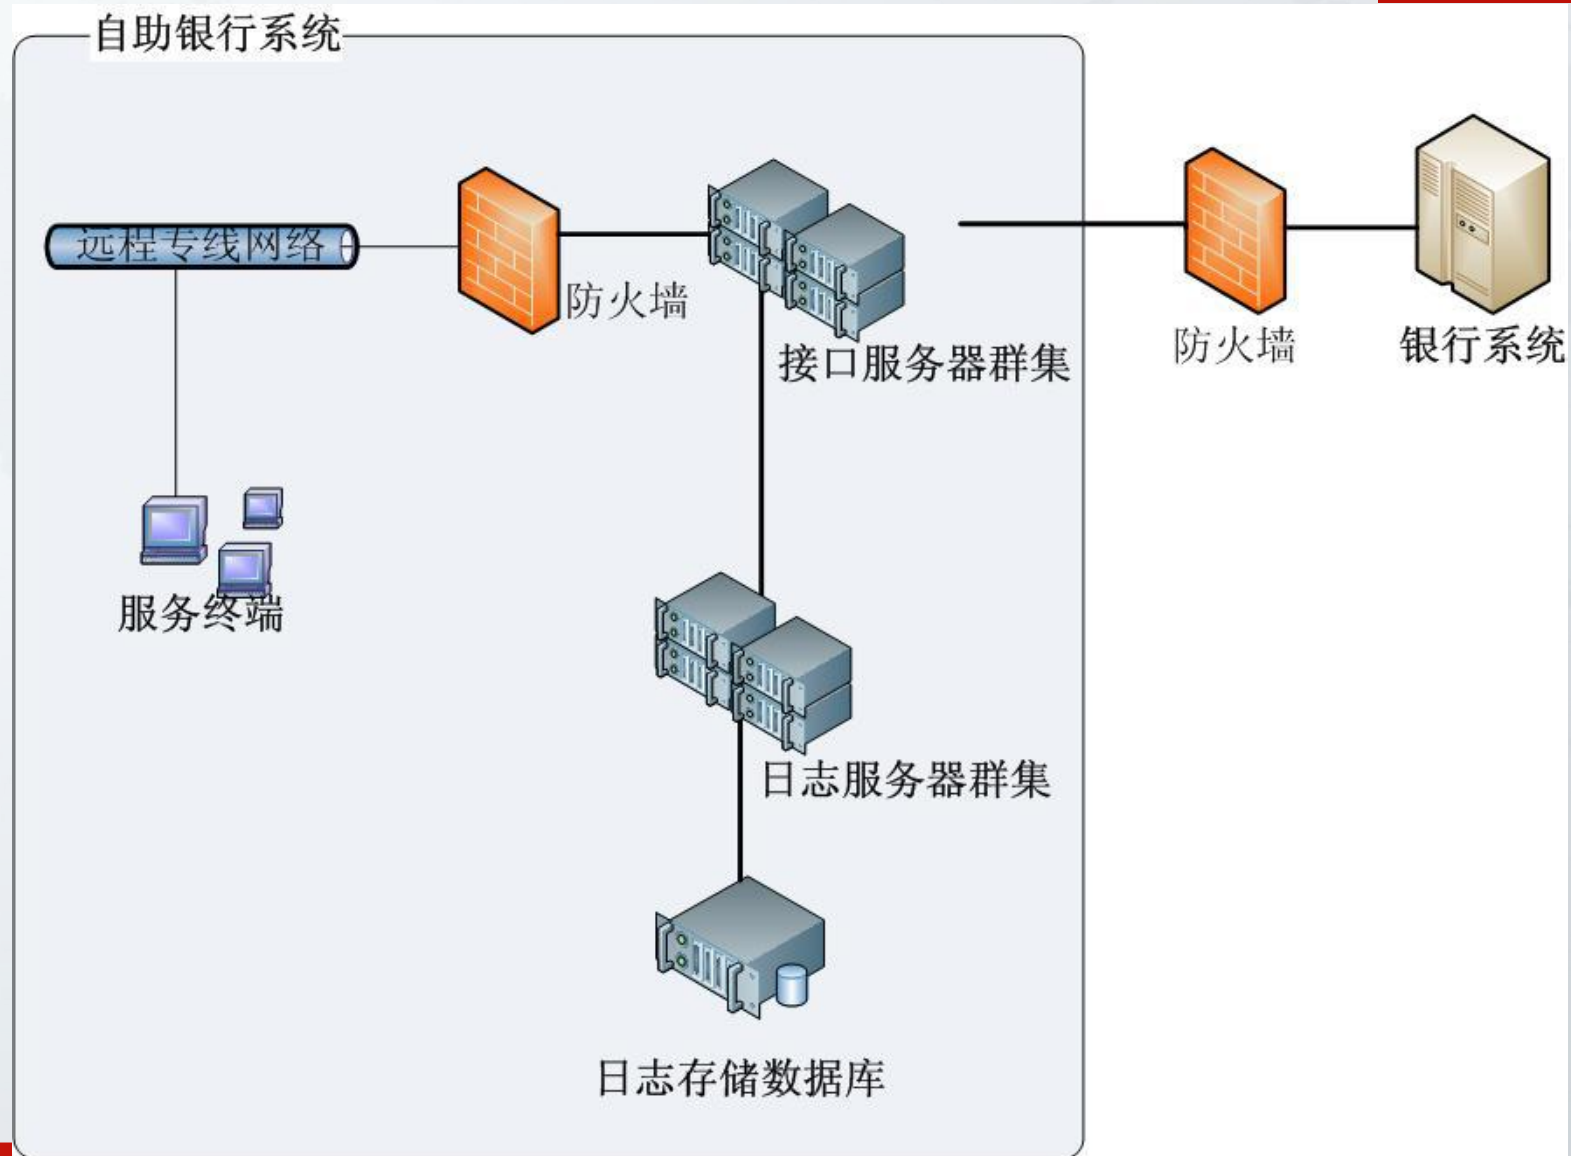 自助银行系统
远程专线网络
防火墙
接口服务器群集
防火墙
银行系统
服务终端
日志服务器群集
日志存储数据库